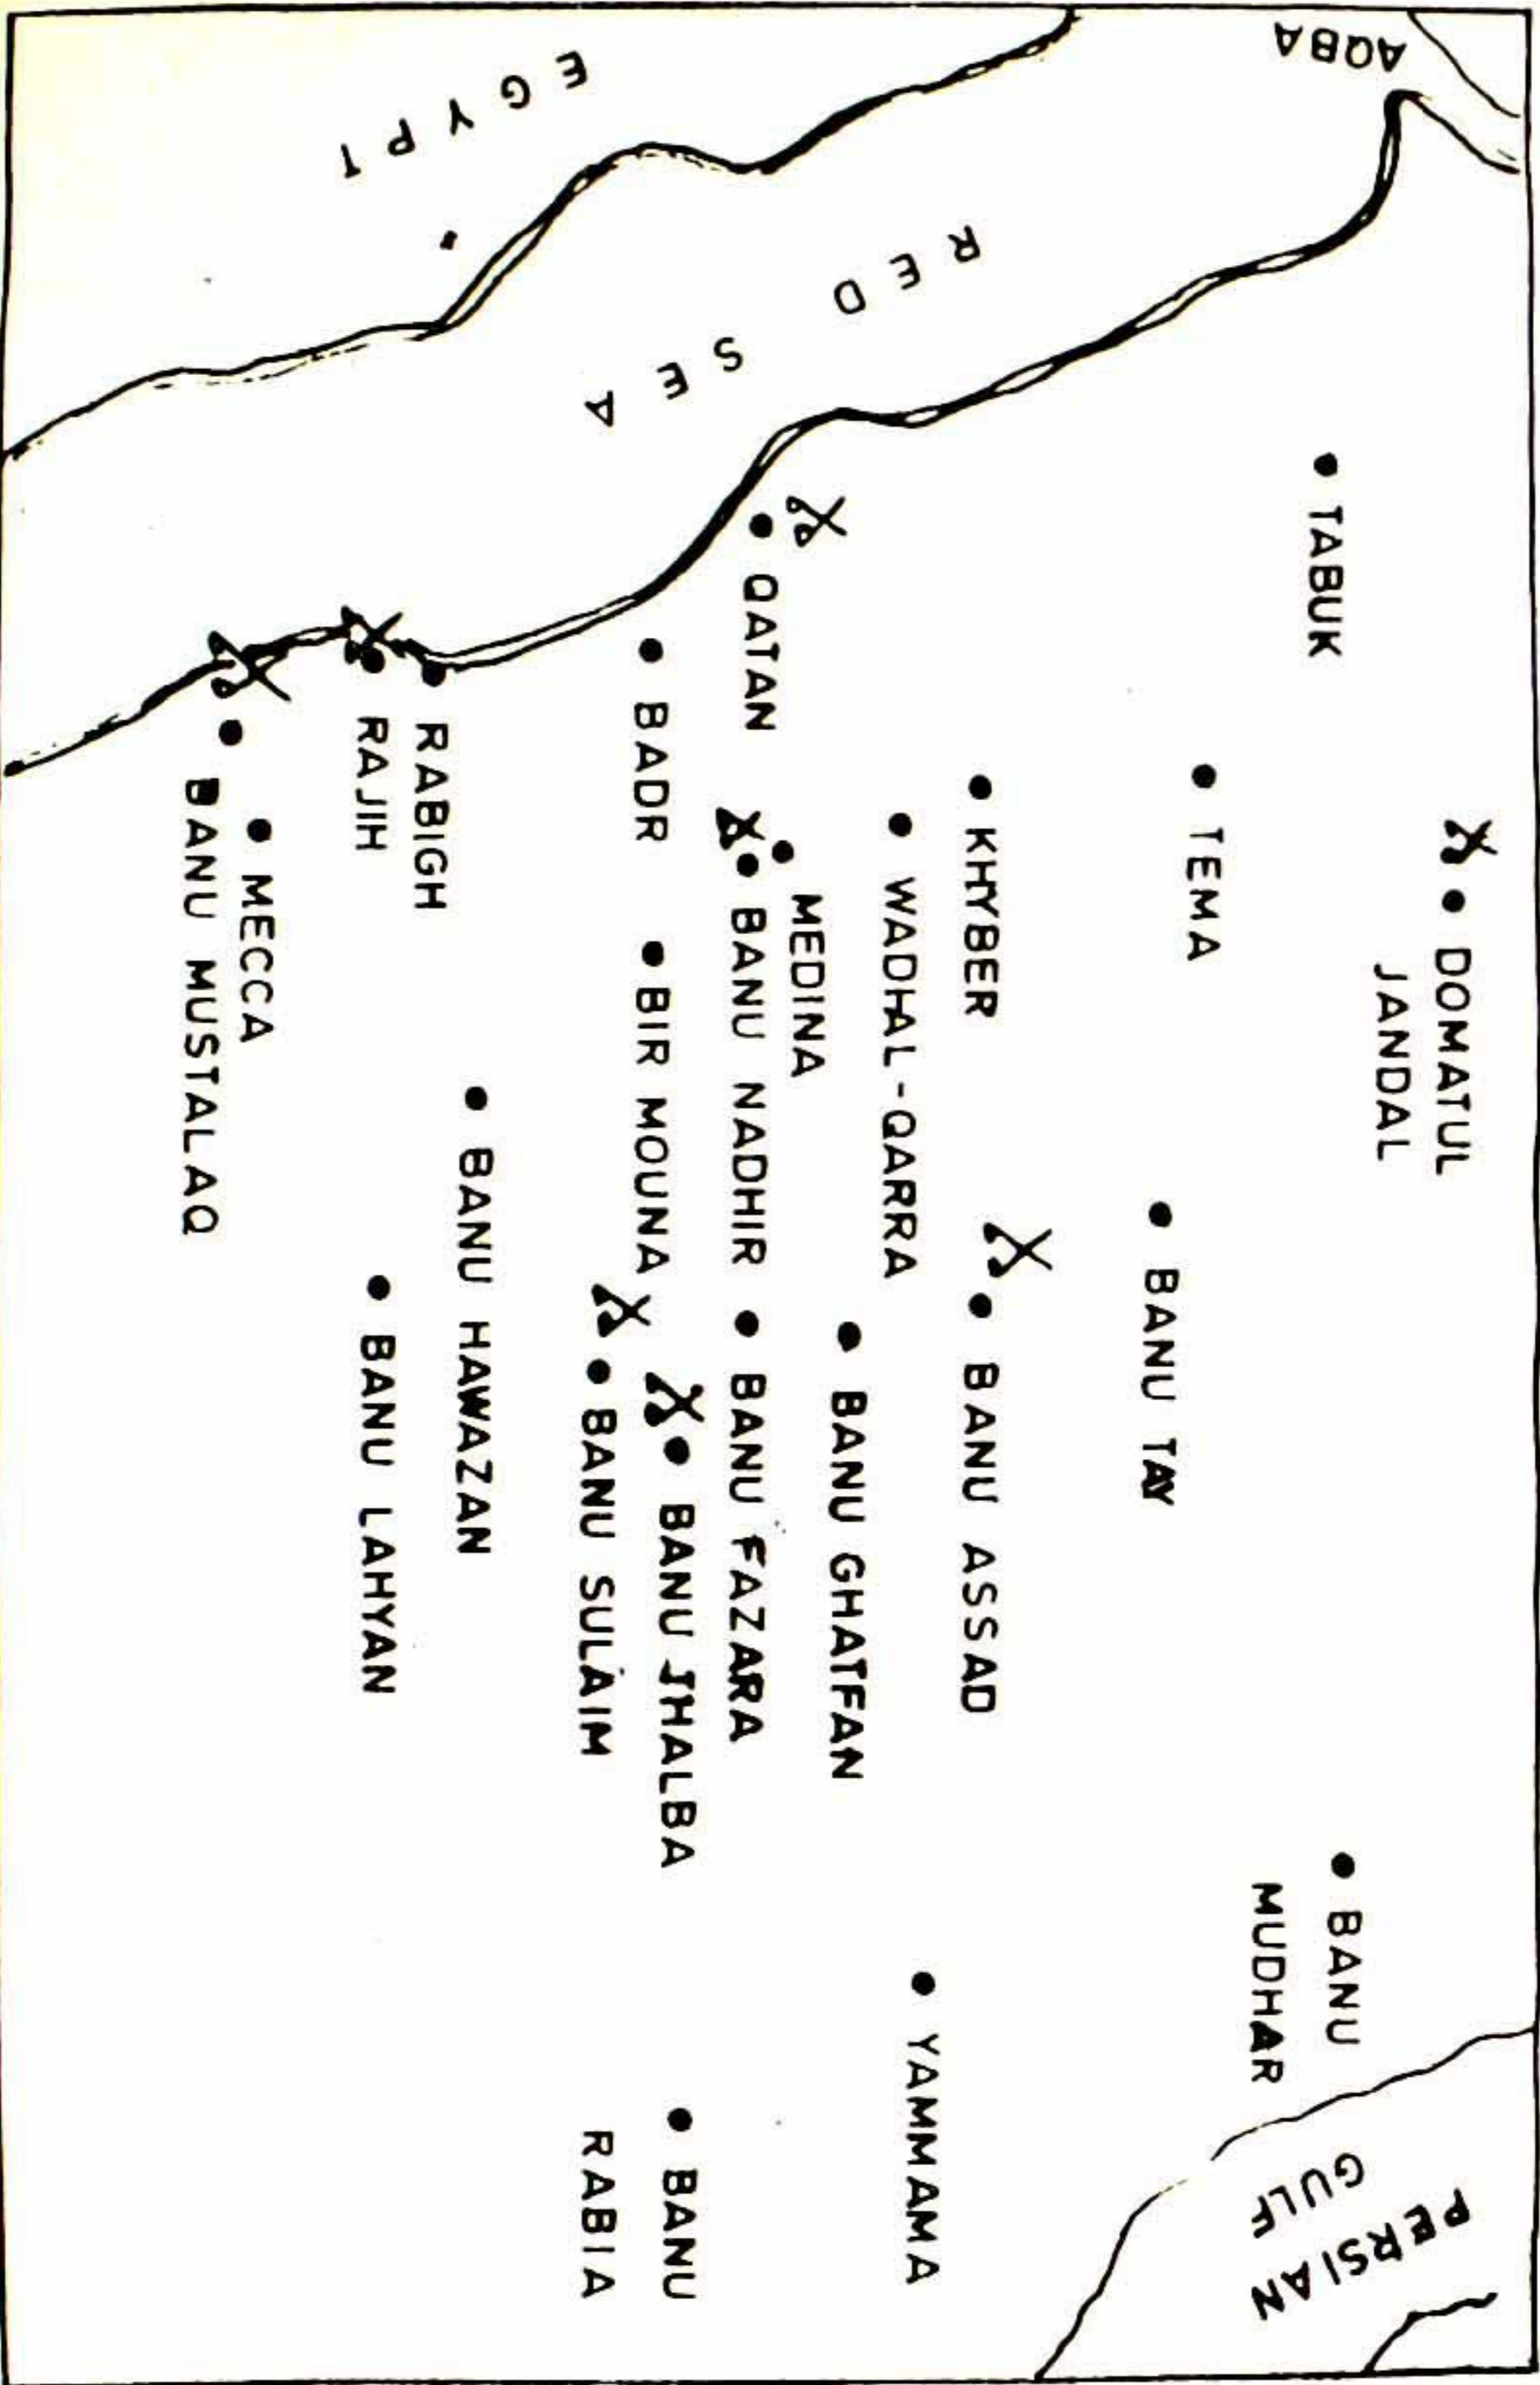 AQBA
EGYPT
RED SEA
• DOMATUL
JANDAL
• TABUK
• TEMA
• BANU TAY
• BANU
MUDHAR
PERSIAN
GULF
• KHYBER
• BANU ASSAD
• WADHAL-QARRA
• YAMMAMA
• BANU GHATFAN
• MEDINA
• QATAN
• BANU NADHIR
• BANU FAZARA
• BADR
• BIR MOUNA
• BANU JHALBA
• BANU
RABIA
• BANU SULAIM
• BANU HAWAZAN
• RABIGH
• RAJIH
• BANU LAHYAN
• MECCA
• BANU MUSTALAQ